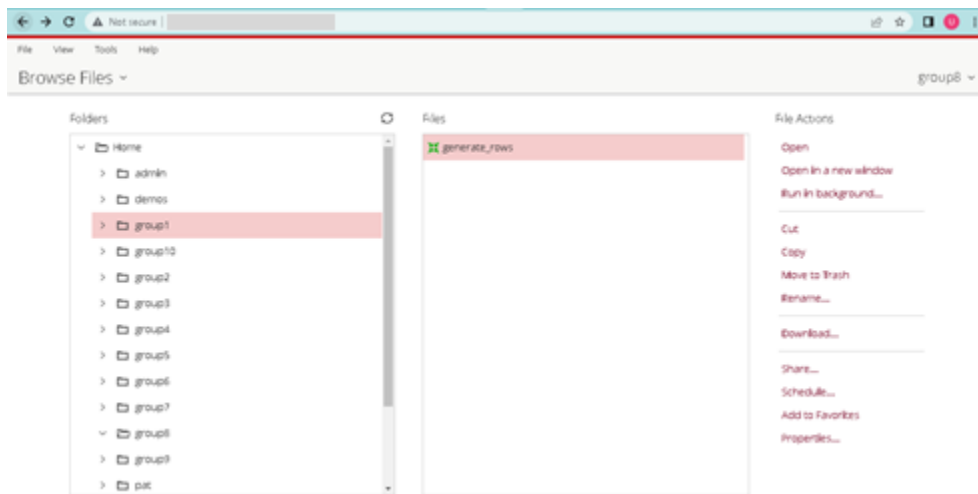 Not secure
File View Tools Help
Browse Files
group8
Folders
Home
admin
demos
group1
group10
group2
group3
group4
group5
group6
group7
group8
group9
pat
Files
generate_rows
File Actions
Open
Open in a new window
Run in background...
Cut
Copy
Move to Trash
Rename...
Download...
Share...
Schedule...
Add to Favorites
Properties...